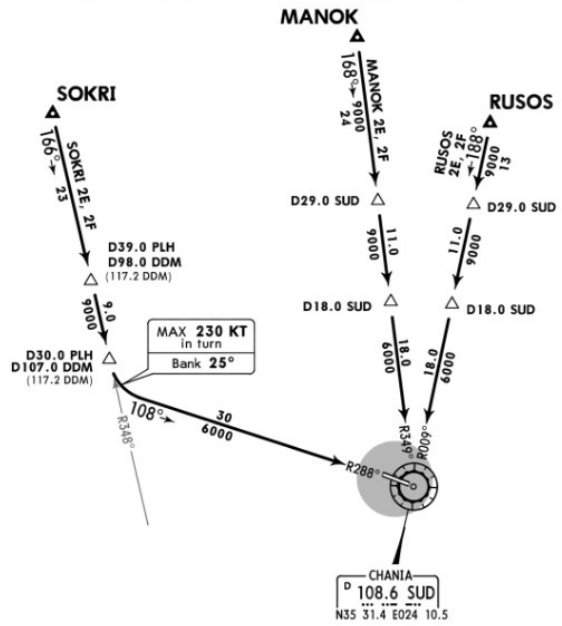 MANOK
SOKRI
RUSOS
168°
MANOK 2E, 2F
9000
24
RUSOS
2E, 2F
188°
9000
13
166°
SOKRI 2E, 2F
23
D29.0 SUD
D29.0 SUD
11.0
9000
11.0
9000
D39.0 PLH
D98.0 DDM
(117.2 DDM)
9.0
9000
D18.0 SUD
D18.0 SUD
MAX 230 KT
in turn
Bank 25°
D30.0 PLH
D107.0 DDM
(117.2 DDM)
18.0
6000
18.0
6000
108°
30
6000
R348°
R349°
R009°
R288°
CHANIA
D 108.6 SUD
N35 31.4 E024 10.5